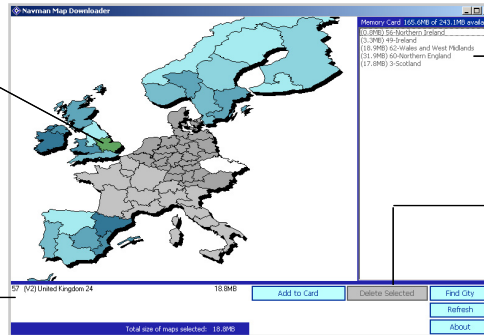 Navman Map Downloader
Memory Card 165.6MB of 243.1MB availa
(10.8MB) 56-Northern Ireland
(3.3MB) 49-Ireland
(18.9MB) 62-Wales and West Midlands
(31.9MB) 60-Northern England
(17.8MB) 3-Scotland
57 (V2) United Kingdom 24 18.8MB
Add to Card
Delete Selected
Find City
Refresh
Total size of maps selected: 18.8MB
About